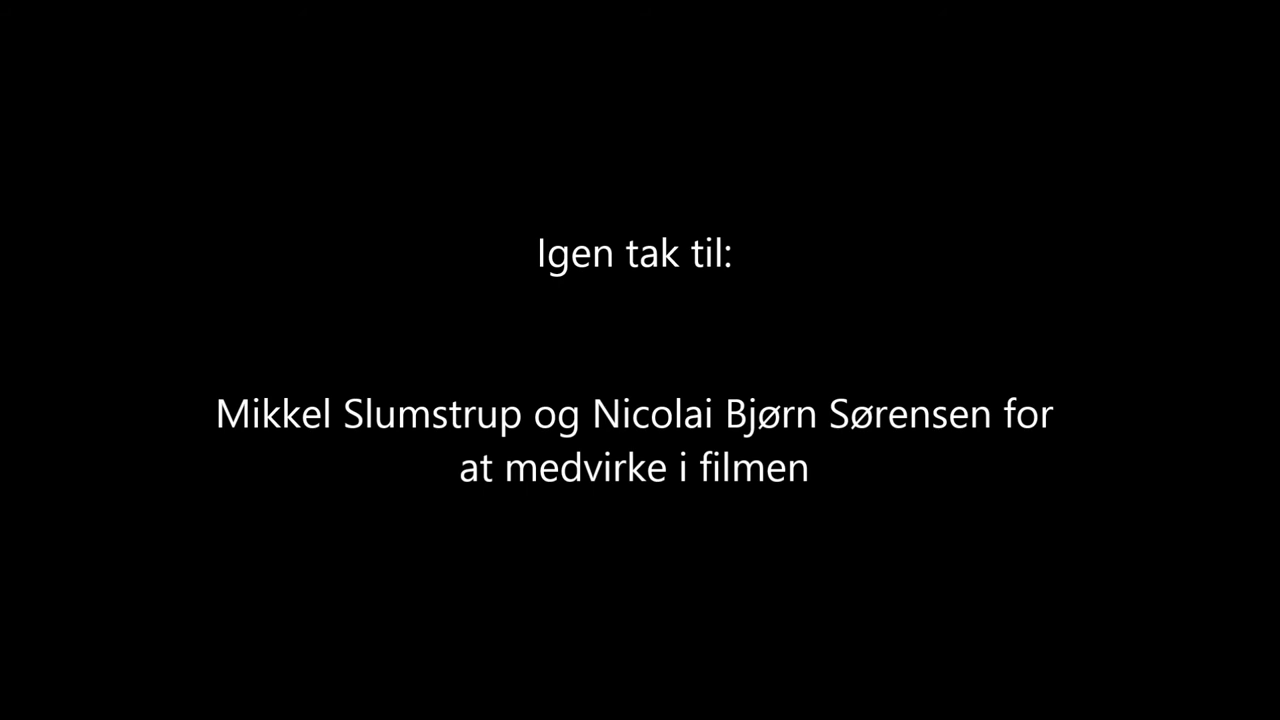 Igen tak til:
Mikkel Slumstrup og Nicolai Bjørn Sørensen for
at medvirke i filmen